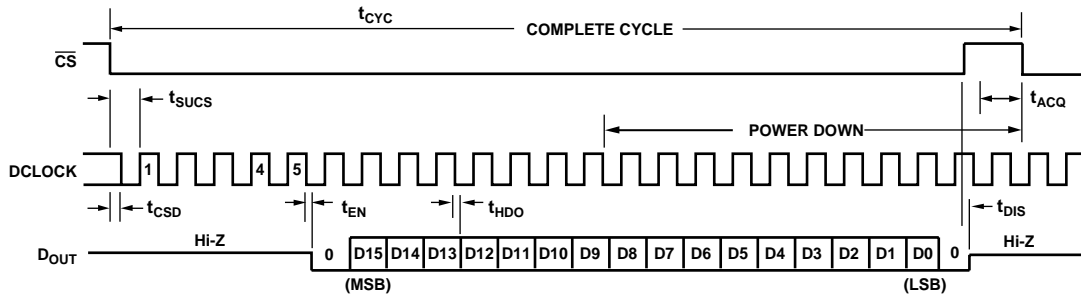 tCYC
COMPLETE CYCLE
CS
tSUCS
tACQ
POWER DOWN
DCLOCK
1 4 5
tCSD
tEN
tHDO
tDIS
DOUT
Hi-Z
0 D15 D14 D13 D12 D11 D10 D9 D8 D7 D6 D5 D4 D3 D2 D1 D0 0
Hi-Z
(MSB)
(LSB)